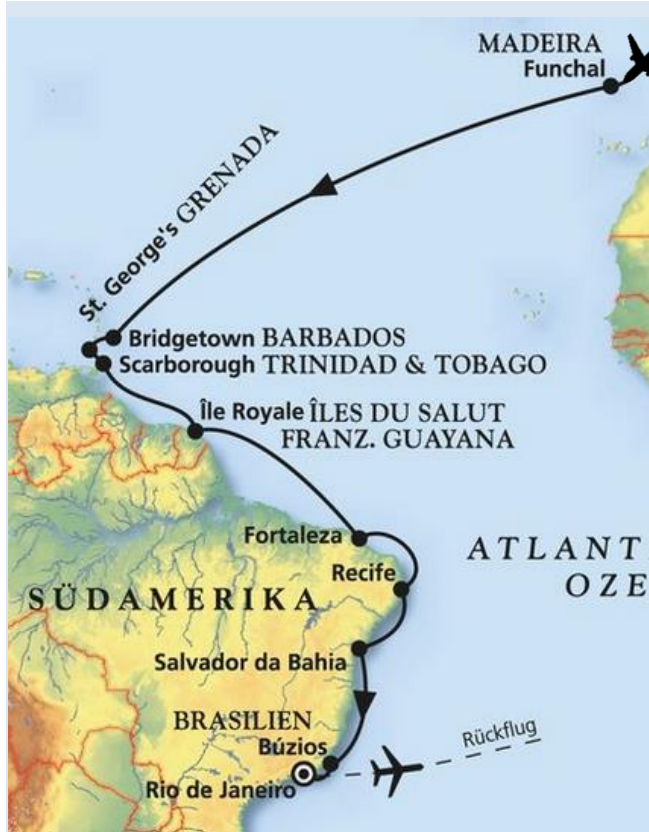 MADEIRA
Funchal
St. George's GRENADA
Bridgetown BARBADOS
Scarborough TRINIDAD & TOBAGO
Île Royale ÎLES DU SALUT
FRANZ. GUAYANA
Fortaleza
ATLANT
Recife
OZE
SÜDAMERIKA
Salvador da Bahia
BRASILIEN
Rückflug
Búzios
Rio de Janeiro